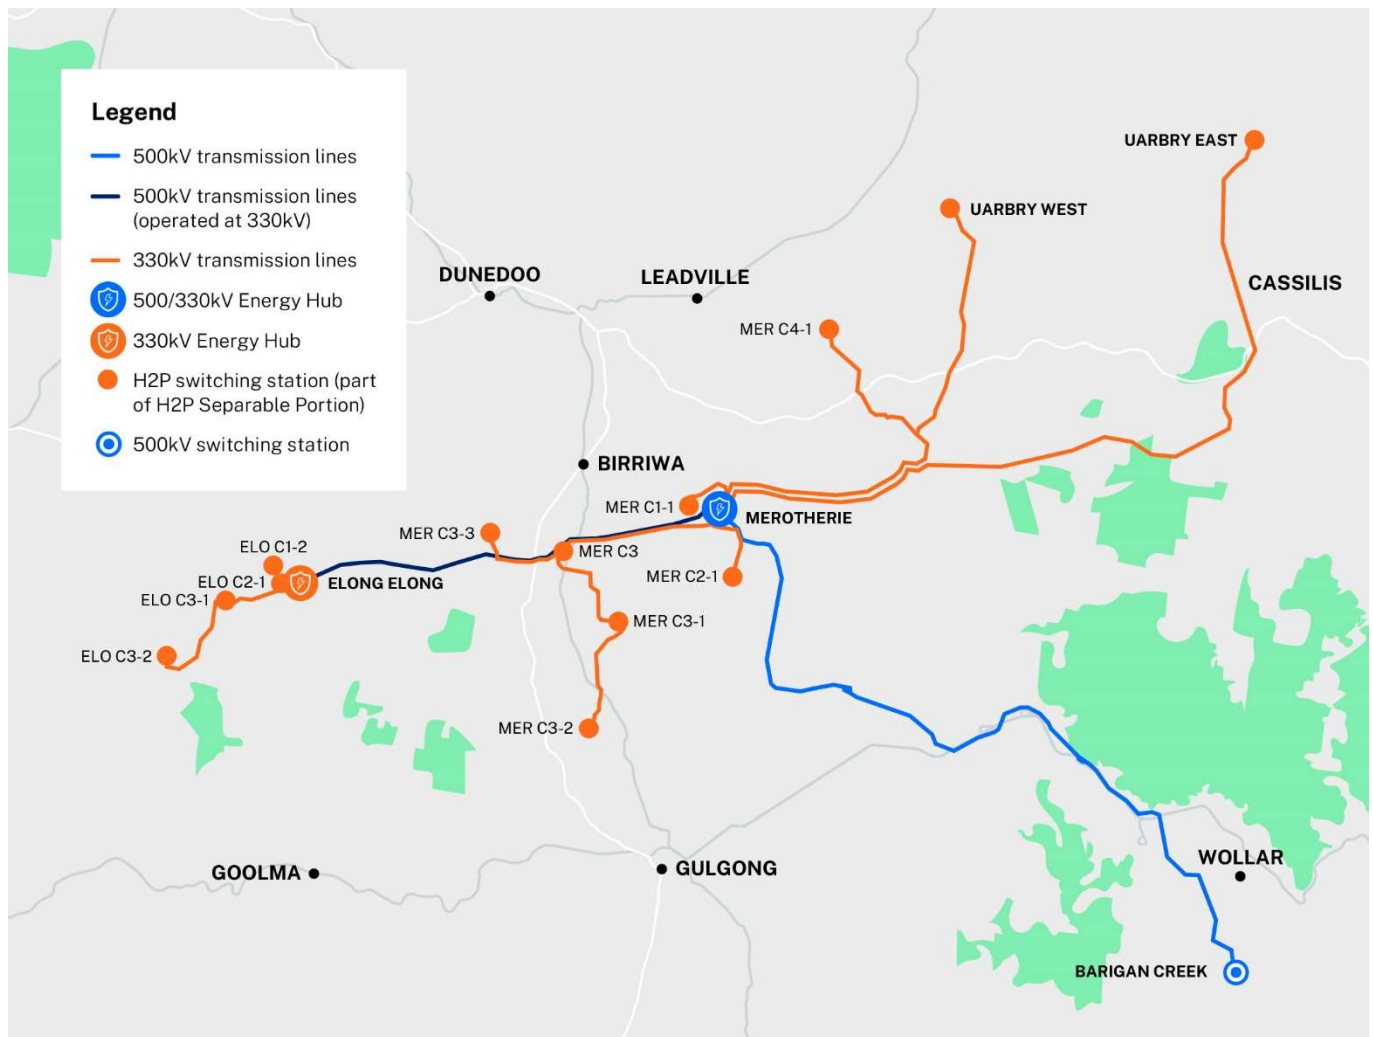 Legend
500kV transmission lines
500kV transmission lines
(operated at 330kV)
330kV transmission lines
500/330kV Energy Hub
330kV Energy Hub
H2P switching station (part
of H2P Separable Portion)
500kV switching station
UARBRY EAST
UARBRY WEST
CASSILIS
DUNEDOO
LEADVILLE
MER C4-1
BIRRIWA
MER C1-1
MEROTHERIE
MER C3-3
MER C3
ELO C1-2
MER C2-1
ELO C2-1
ELONG ELONG
ELO C3-1
MER C3-1
ELO C3-2
MER C3-2
WOLLAR
GULGONG
GOOLMA
BARIGAN CREEK